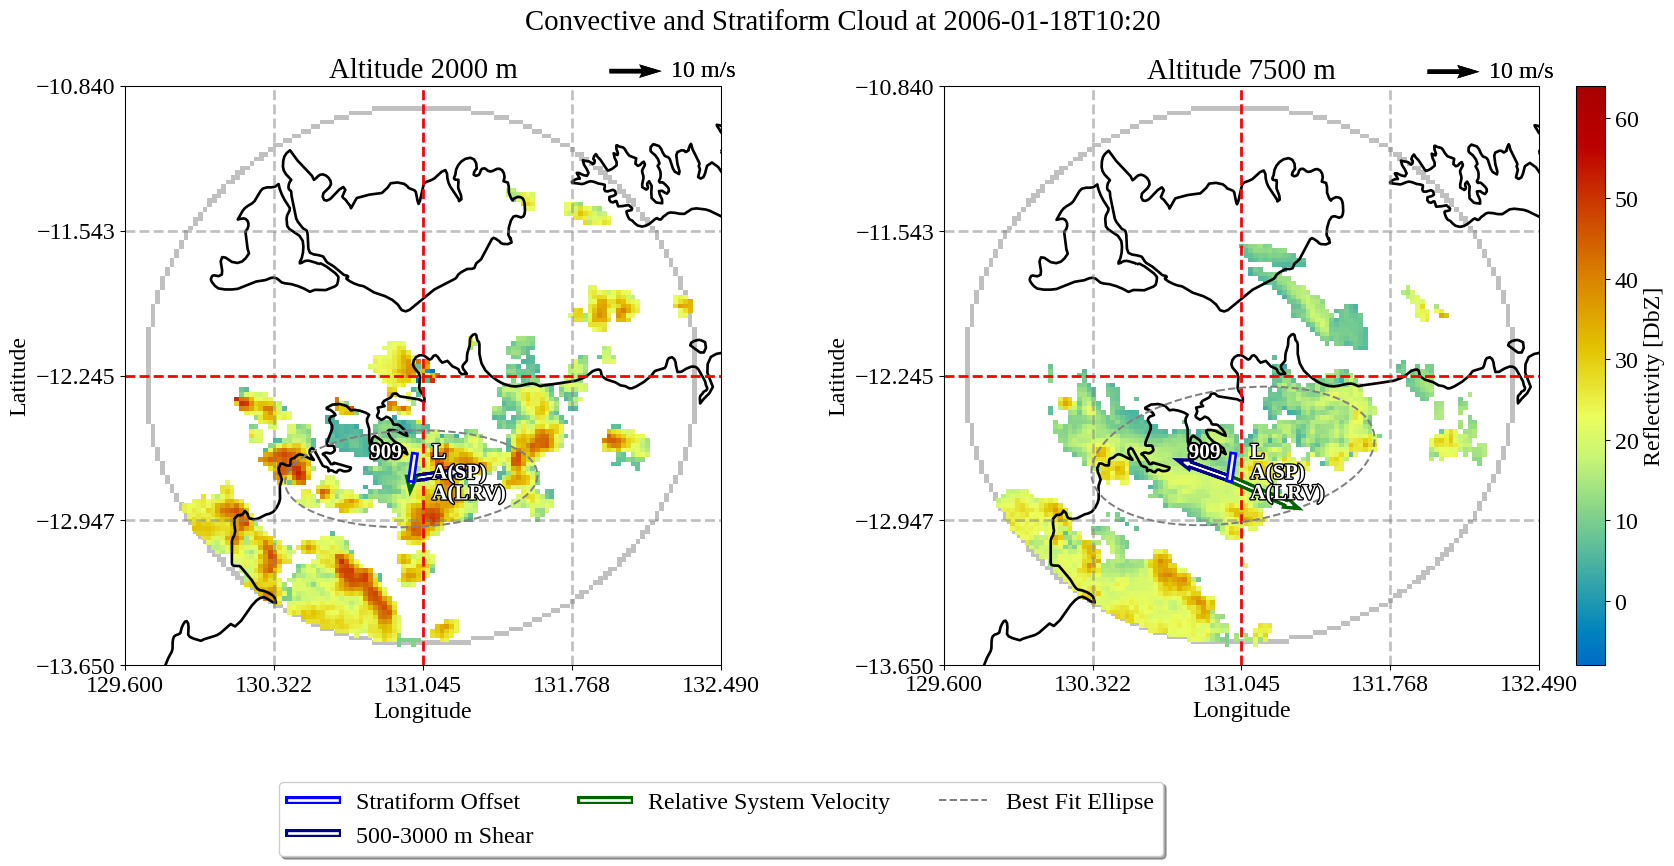 Convective and Stratiform Cloud at 2006-01-18T10:20
Altitude 2000 m
10 m/s
Altitude 7500 m
10 m/s
−10.840
−11.543
−12.245
−12.947
−13.650
Latitude
129.600
130.322
131.045
131.768
132.490
Longitude
909
L
A(SP)
A(LRV)
−10.840
−11.543
−12.245
−12.947
−13.650
Latitude
129.600
130.322
131.045
131.768
132.490
Longitude
909
L
A(SP)
A(LRV)
60
50
40
30
20
10
0
Reflectivity [DbZ]
Stratiform Offset
Relative System Velocity
Best Fit Ellipse
500-3000 m Shear